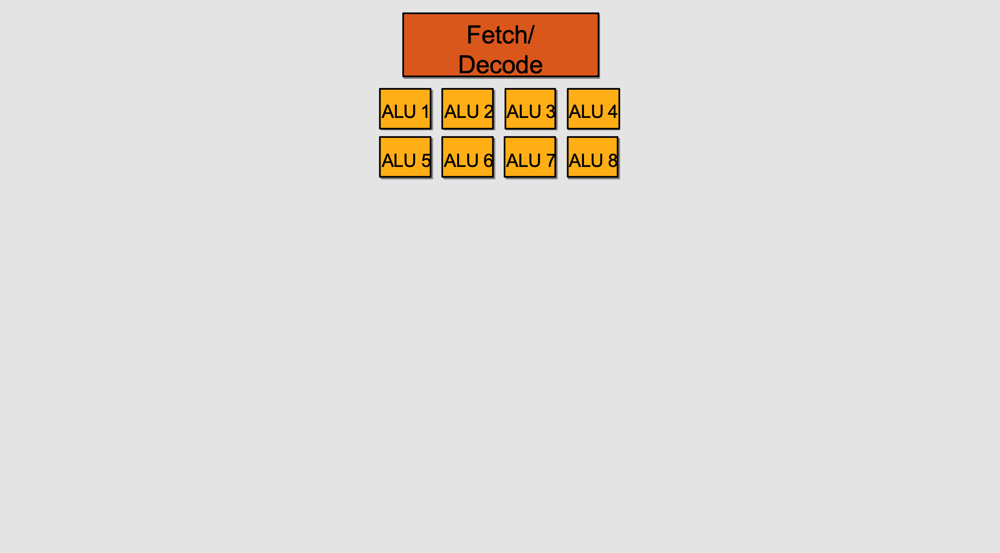 Fetch/
Decode
ALU 1 ALU 2 ALU 3 ALU 4
ALU 5 ALU 6 ALU 7 ALU 8